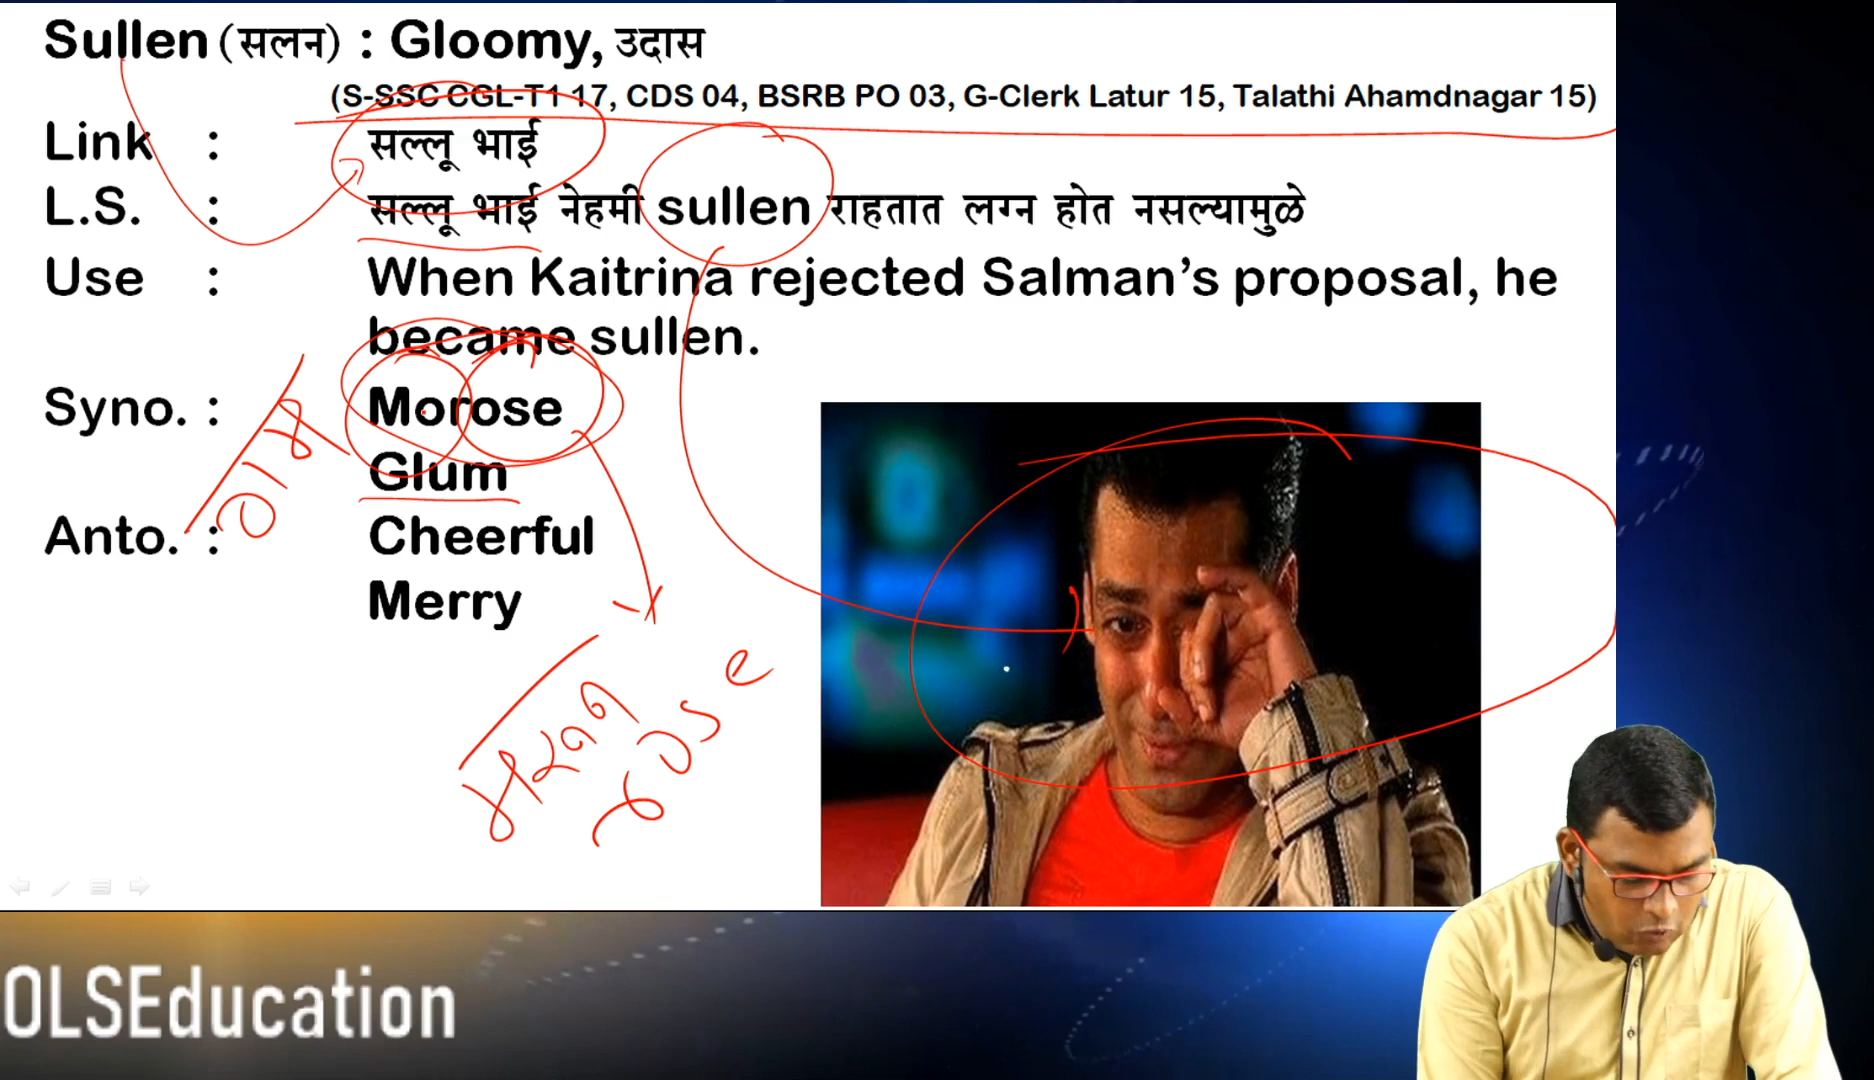 Sullen (सलन) : Gloomy, उदास
(S-SSC CGL-T1 17, CDS 04, BSRB PO 03, G-Clerk Latur 15, Talathi Ahamdnagar 15)
Link : सल्लू भाई
L.S. : सल्लू भाई नेहमी sullen राहतात लग्न होत नसल्यामुळे
Use : When Kaitrina rejected Salman’s proposal, he
became sullen.
Syno. : Morose
Glum
Anto. : Cheerful
Merry
rose
OLSEducation